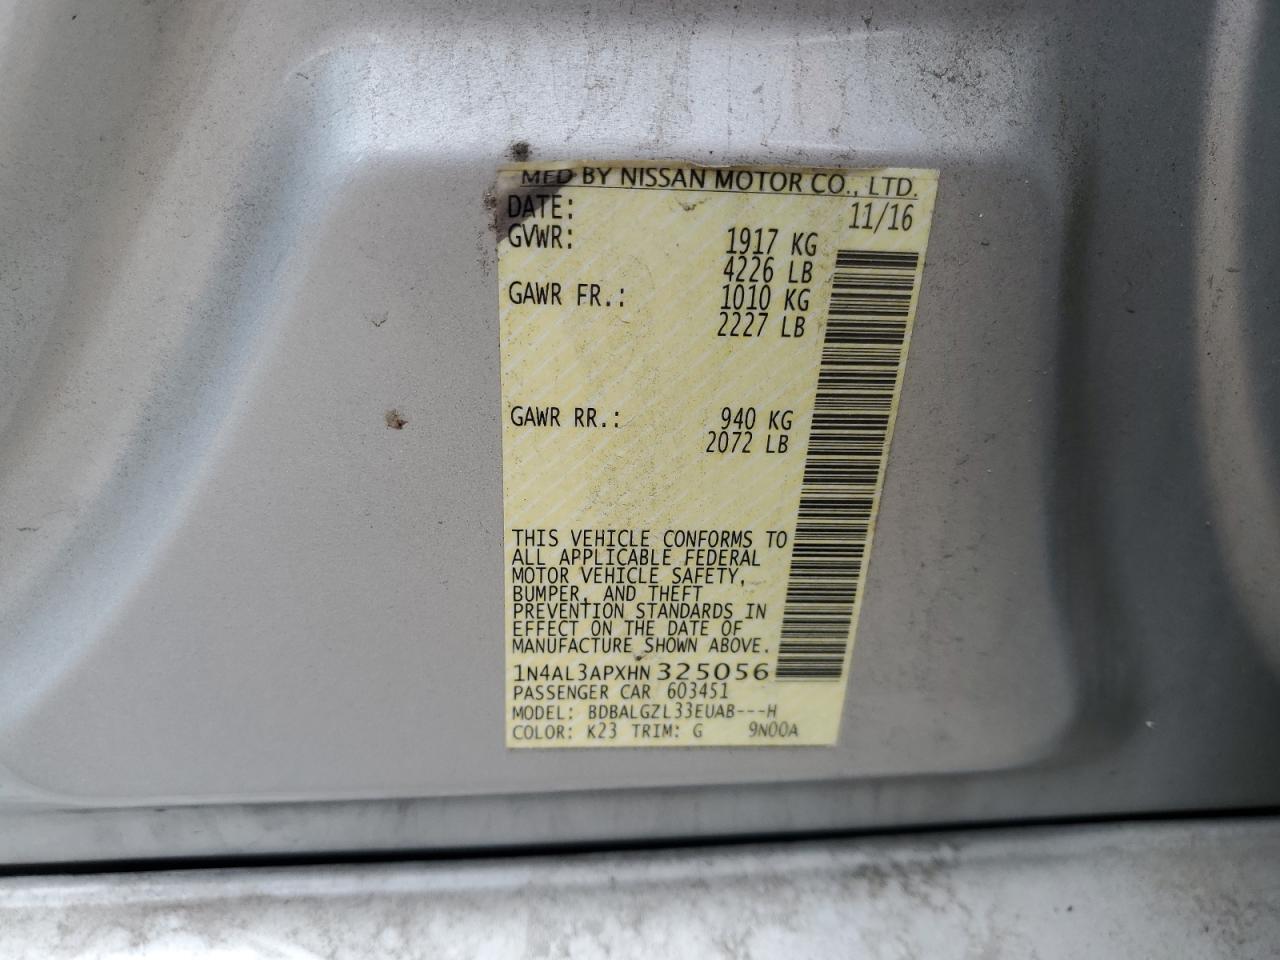 MFD BY NISSAN MOTOR CO., LTD.
DATE: 11/16
GVWR: 1917 KG
4226 LB
GAWR FR.: 1010 KG
2227 LB
GAWR RR.: 940 KG
2072 LB
THIS VEHICLE CONFORMS TO
ALL APPLICABLE FEDERAL
MOTOR VEHICLE SAFETY,
BUMPER, AND THEFT
PREVENTION STANDARDS IN
EFFECT ON THE DATE OF
MANUFACTURE SHOWN ABOVE.
1N4AL3APXHN325056
PASSENGER CAR 603451
MODEL: BDBALGZL33EUAB---H
COLOR: K23 TRIM: G 9N00A